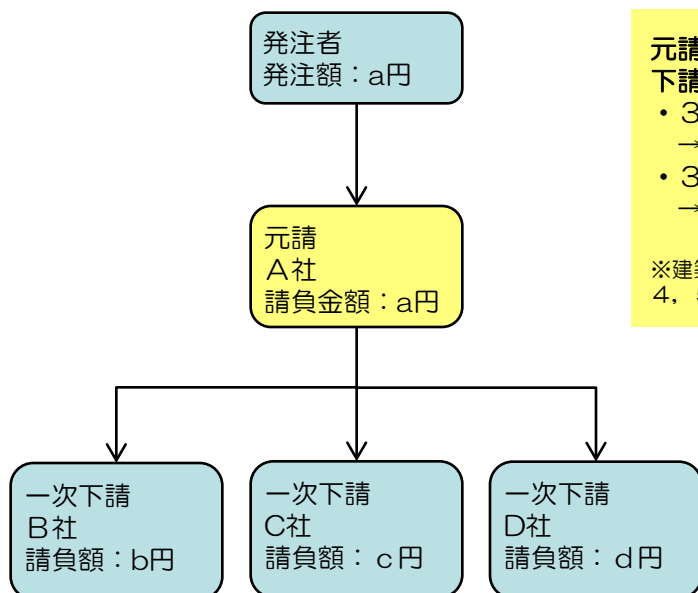 発注者
発注額：a円
元請
下請
・３
→
・３
→
※建築
４，
元請
Ａ社
請負金額：a円
一次下請
Ｂ社
請負額：b円
一次下請
C社
請負額：ｃ円
一次下請
D社
請負額：ｄ円